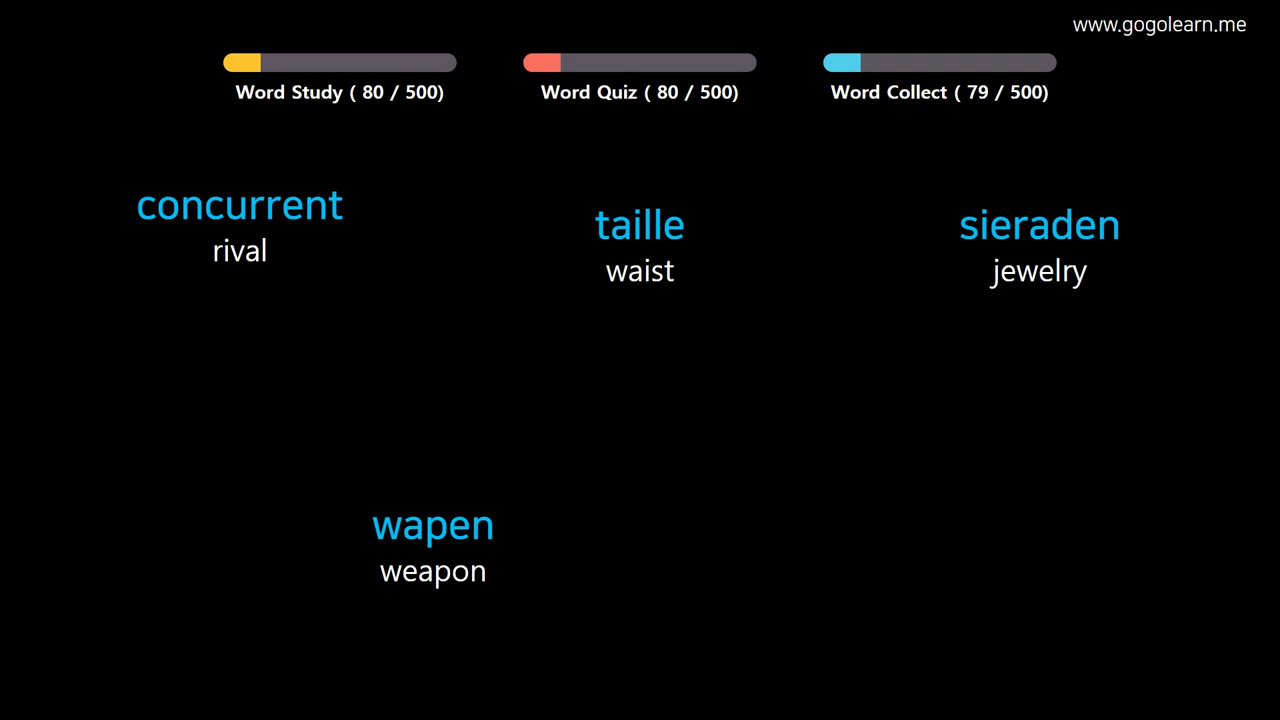 www.gogolearn.me
Word Study ( 80 / 500)
Word Quiz ( 80 / 500)
Word Collect ( 79 / 500)
concurrent
rival
taille
waist
sieraden
jewelry
wapen
weapon